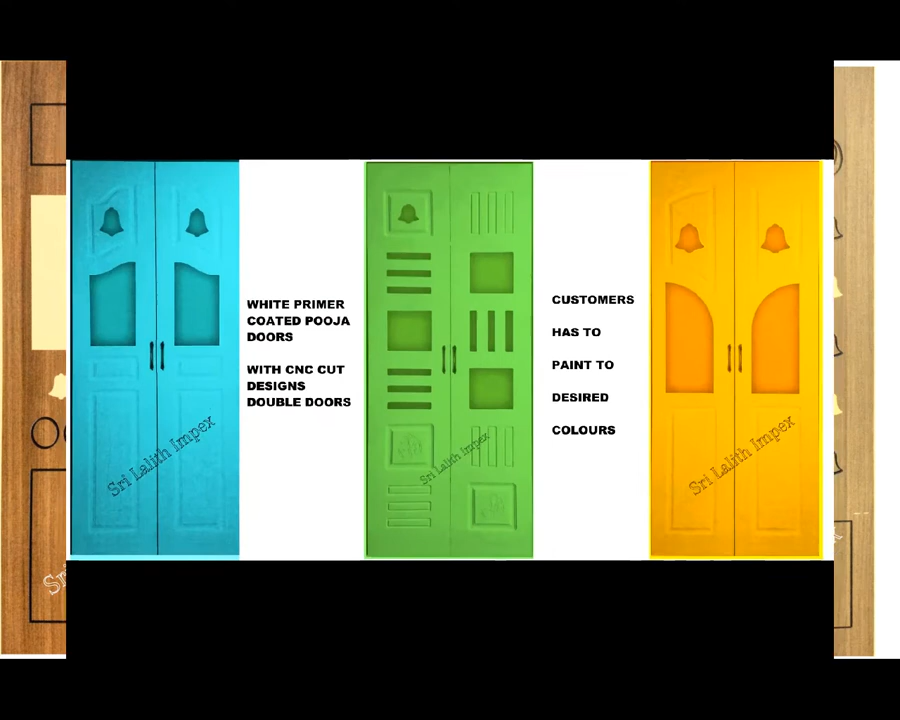 WHITE PRIMER
COATED POOJA
DOORS
WITH CNC CUT
DESIGNS
DOUBLE DOORS
CUSTOMERS
HAS TO
PAINT TO
DESIRED
COLOURS
Sri Lalith Impex
Sri Lalith Impex
Sri Lalith Impex
Sri